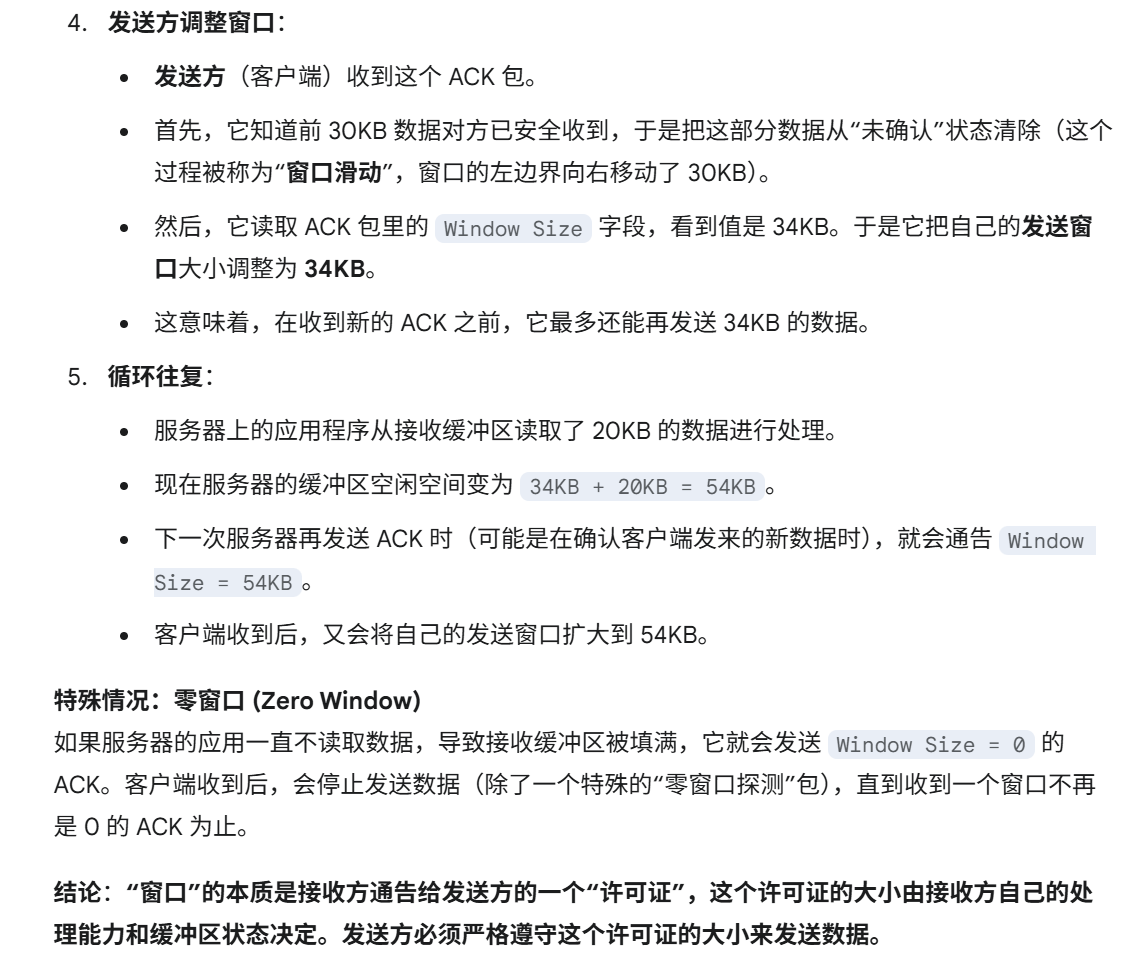 4. 发送方调整窗口：
• 发送方（客户端）收到这个 ACK 包。
• 首先，它知道前 30KB 数据对方已安全收到，于是把这部分数据从“未确认”状态清除（这个
过程被称为“窗口滑动”，窗口的左边界向右移动了 30KB）。
• 然后，它读取 ACK 包里的 Window Size 字段，看到值是 34KB。于是它把自己的发送窗
口大小调整为 34KB。
• 这意味着，在收到新的 ACK 之前，它最多还能再发送 34KB 的数据。
5. 循环往复：
• 服务器上的应用程序从接收缓冲区读取了 20KB 的数据进行处理。
• 现在服务器的缓冲区空闲空间变为 34KB + 20KB = 54KB 。
• 下一次服务器再发送 ACK 时（可能是在确认客户端发来的新数据时），就会通告 Window
Size = 54KB 。
• 客户端收到后，又会将自己的发送窗口扩大到 54KB。
特殊情况：零窗口 (Zero Window)
如果服务器的应用一直不读取数据，导致接收缓冲区被填满，它就会发送 Window Size = 0 的
ACK。客户端收到后，会停止发送数据（除了一个特殊的“零窗口探测”包），直到收到一个窗口不再
是 0 的 ACK 为止。
结论：“窗口”的本质是接收方通告给发送方的一个“许可证”，这个许可证的大小由接收方自己的处
理能力和缓冲区状态决定。发送方必须严格遵守这个许可证的大小来发送数据。